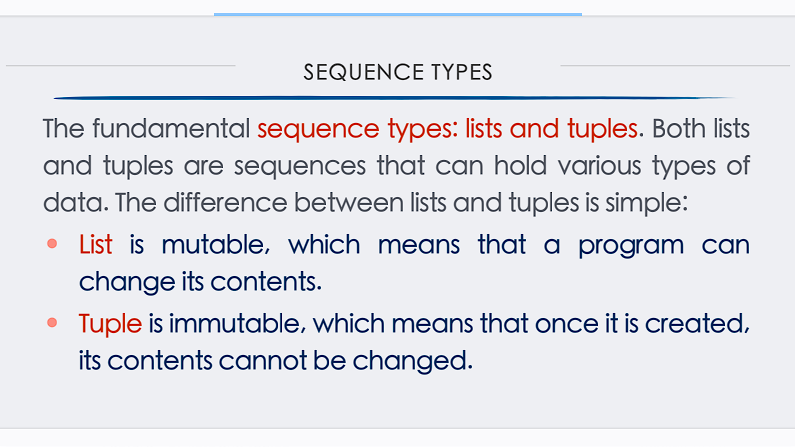 SEQUENCE TYPES
The fundamental sequence types: lists and tuples. Both lists
and tuples are sequences that can hold various types of
data. The difference between lists and tuples is simple:
• List is mutable, which means that a program can
change its contents.
• Tuple is immutable, which means that once it is created,
its contents cannot be changed.